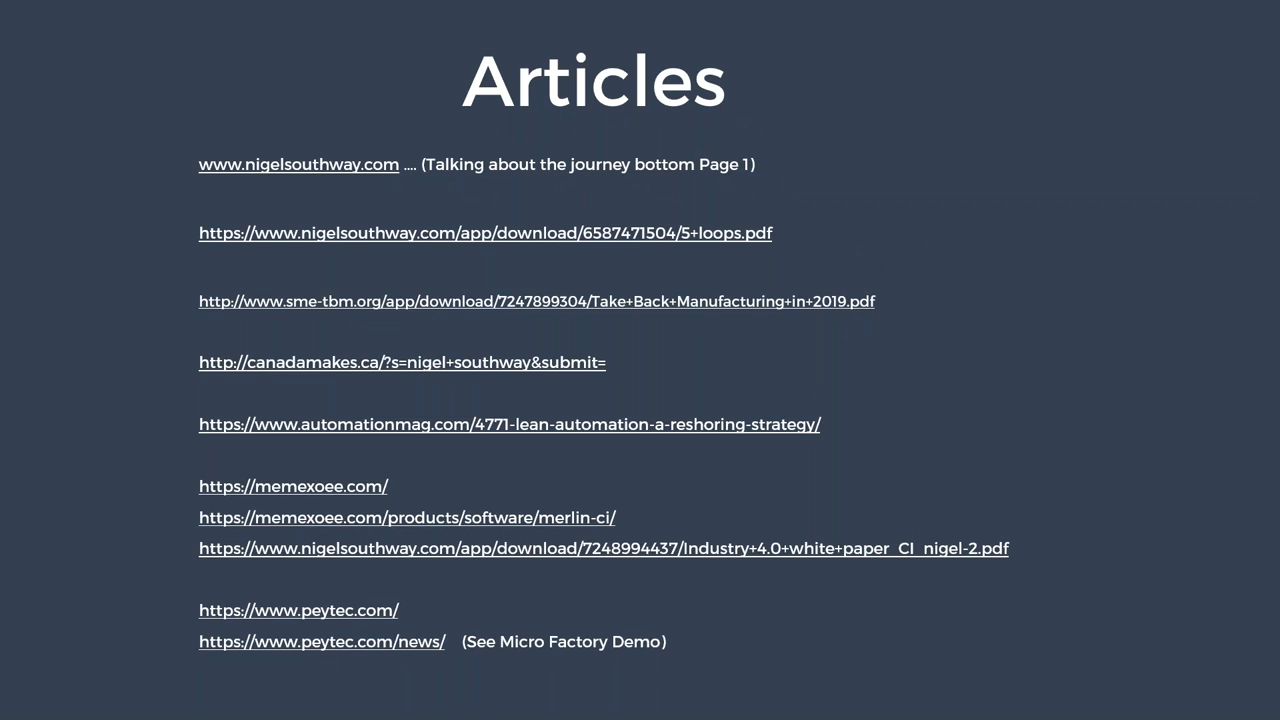 Articles
www.nigelsouthway.com .... (Talking about the journey bottom Page 1)
https://www.nigelsouthway.com/app/download/6587471504/5+loops.pdf
http://www.sme-tbm.org/app/download/7247899304/Take+Back+Manufacturing+in+2019.pdf
http://canadamakes.ca/?s=nigel+southway&submit=
https://www.automationmag.com/4771-lean-automation-a-reshoring-strategy/
https://memexoee.com/
https://memexoee.com/products/software/merlin-ci/
https://www.nigelsouthway.com/app/download/7248994437/Industry+4.0+white+paper_CI_nigel-2.pdf
https://www.peytec.com/
https://www.peytec.com/news/ (See Micro Factory Demo)